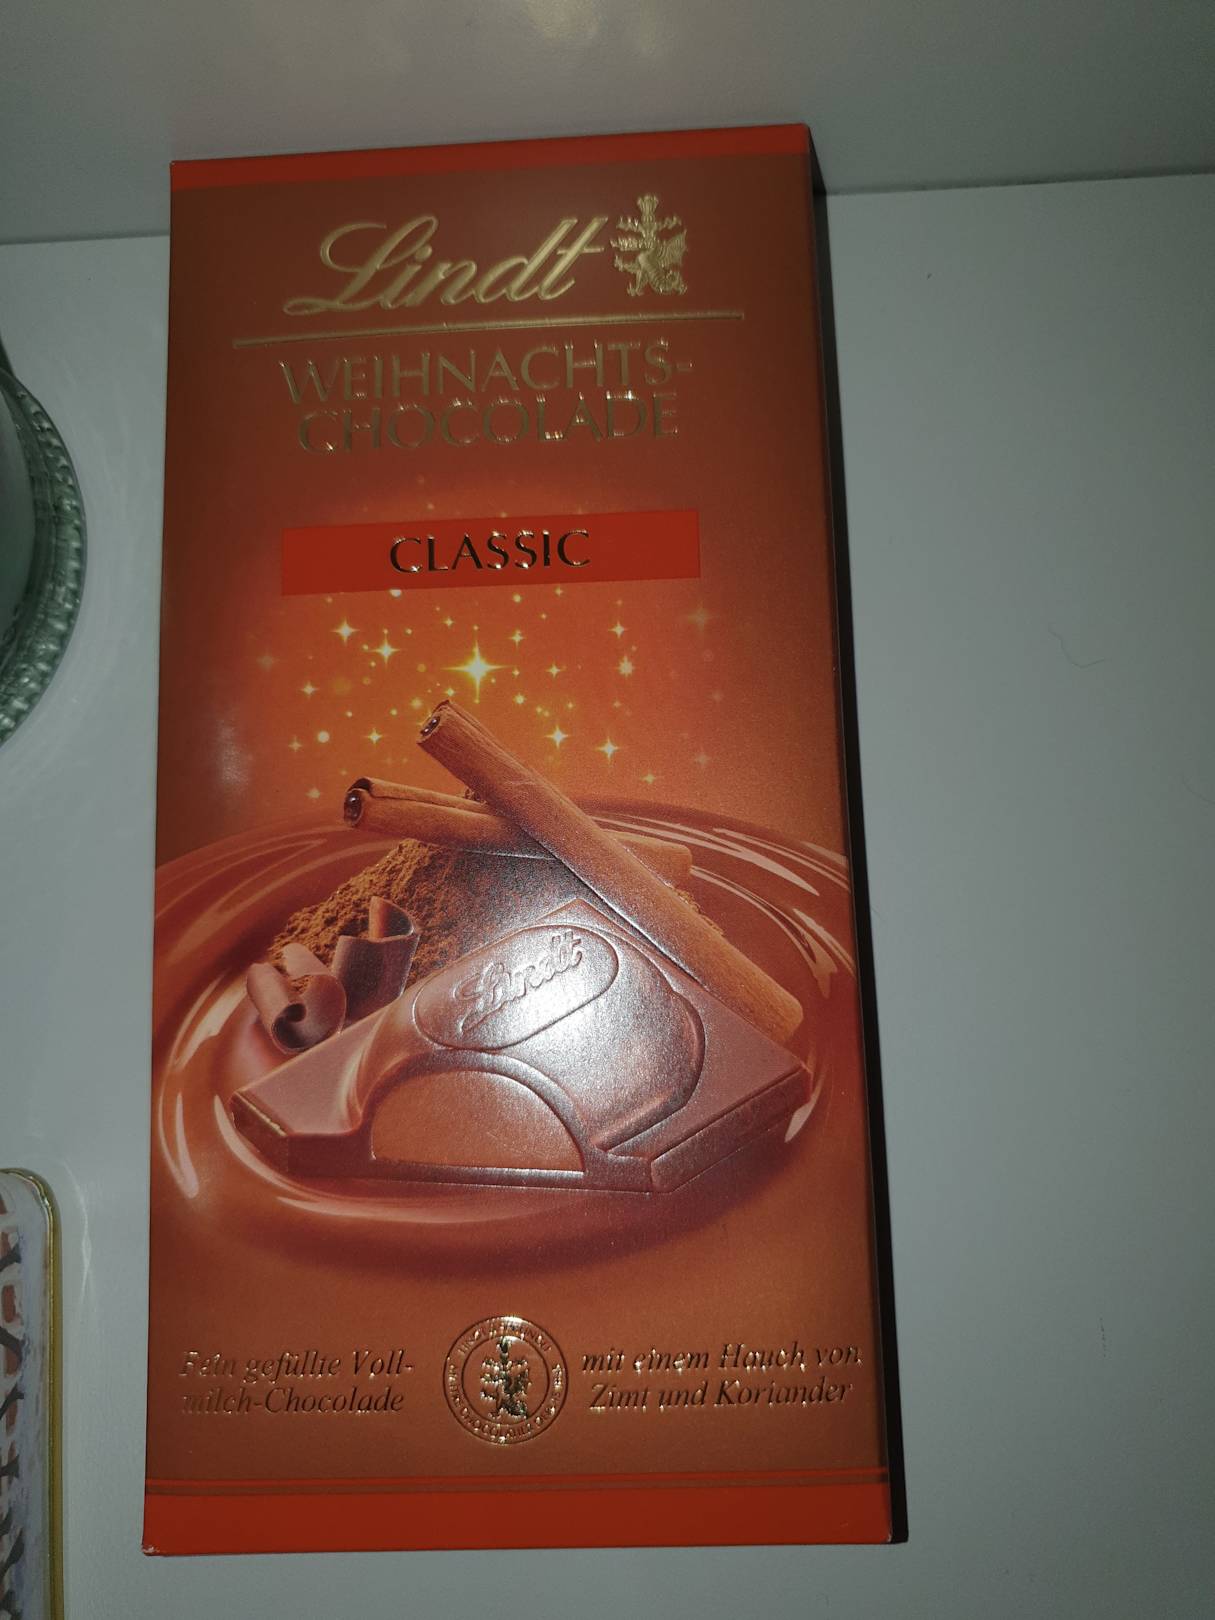 Lindt
WEIHNACHTS-
CHOCOLADE
CLASSIC
Lindt
Fein gefüllte Voll-
milch-Chocolade
mit einem Hauch von
Zimt und Koriander